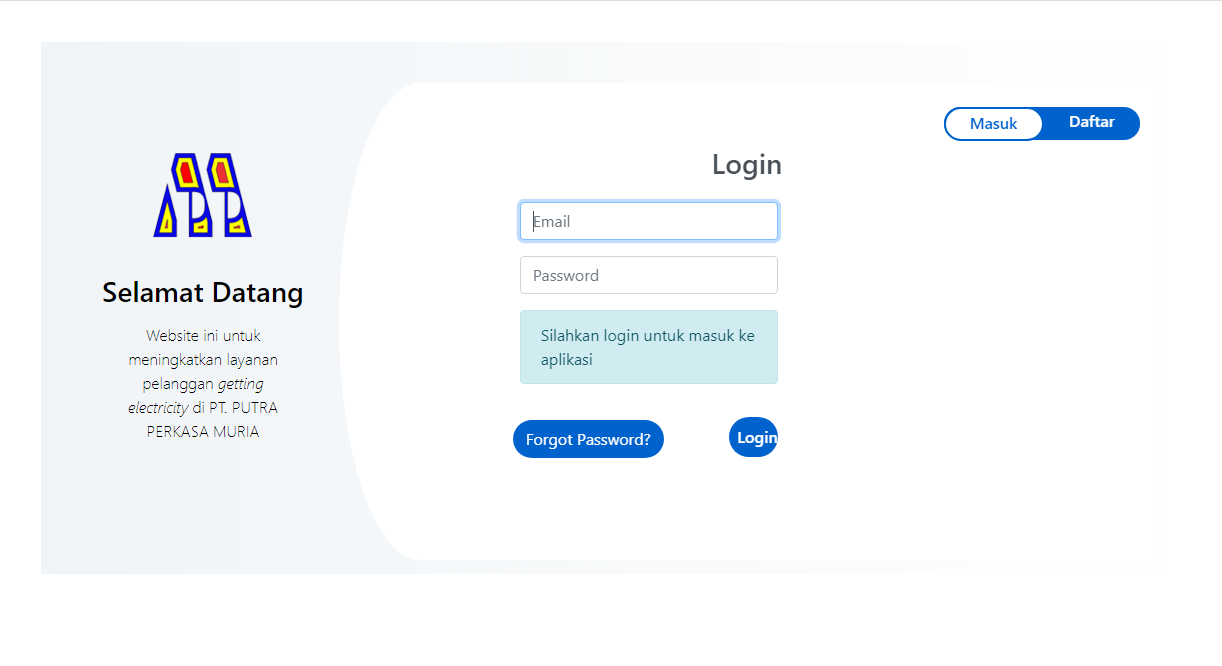 Masuk
Daftar
Login
Email
Password
Silahkan login untuk masuk ke
aplikasi
Forgot Password?
Login
Selamat Datang
Website ini untuk
meningkatkan layanan
pelanggan getting
electricity di PT. PUTRA
PERKASA MURIA